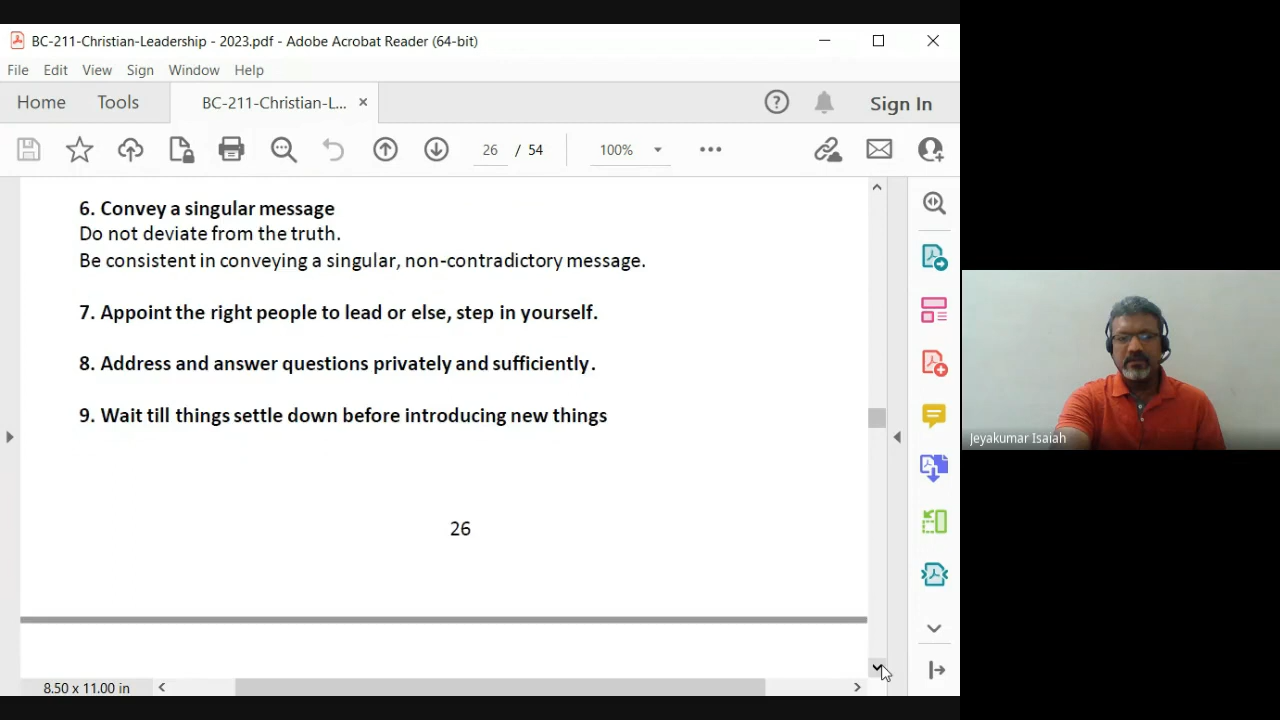 BC-211-Christian-Leadership - 2023.pdf - Adobe Acrobat Reader (64-bit)
File Edit View Sign Window Help
Home Tools BC-211-Christian-L... Sign In
26 / 54 100%
6. Convey a singular message
Do not deviate from the truth.
Be consistent in conveying a singular, non-contradictory message.
7. Appoint the right people to lead or else, step in yourself.
8. Address and answer questions privately and sufficiently.
9. Wait till things settle down before introducing new things
26
8.50 x 11.00 in
Jeyakumar Isaiah